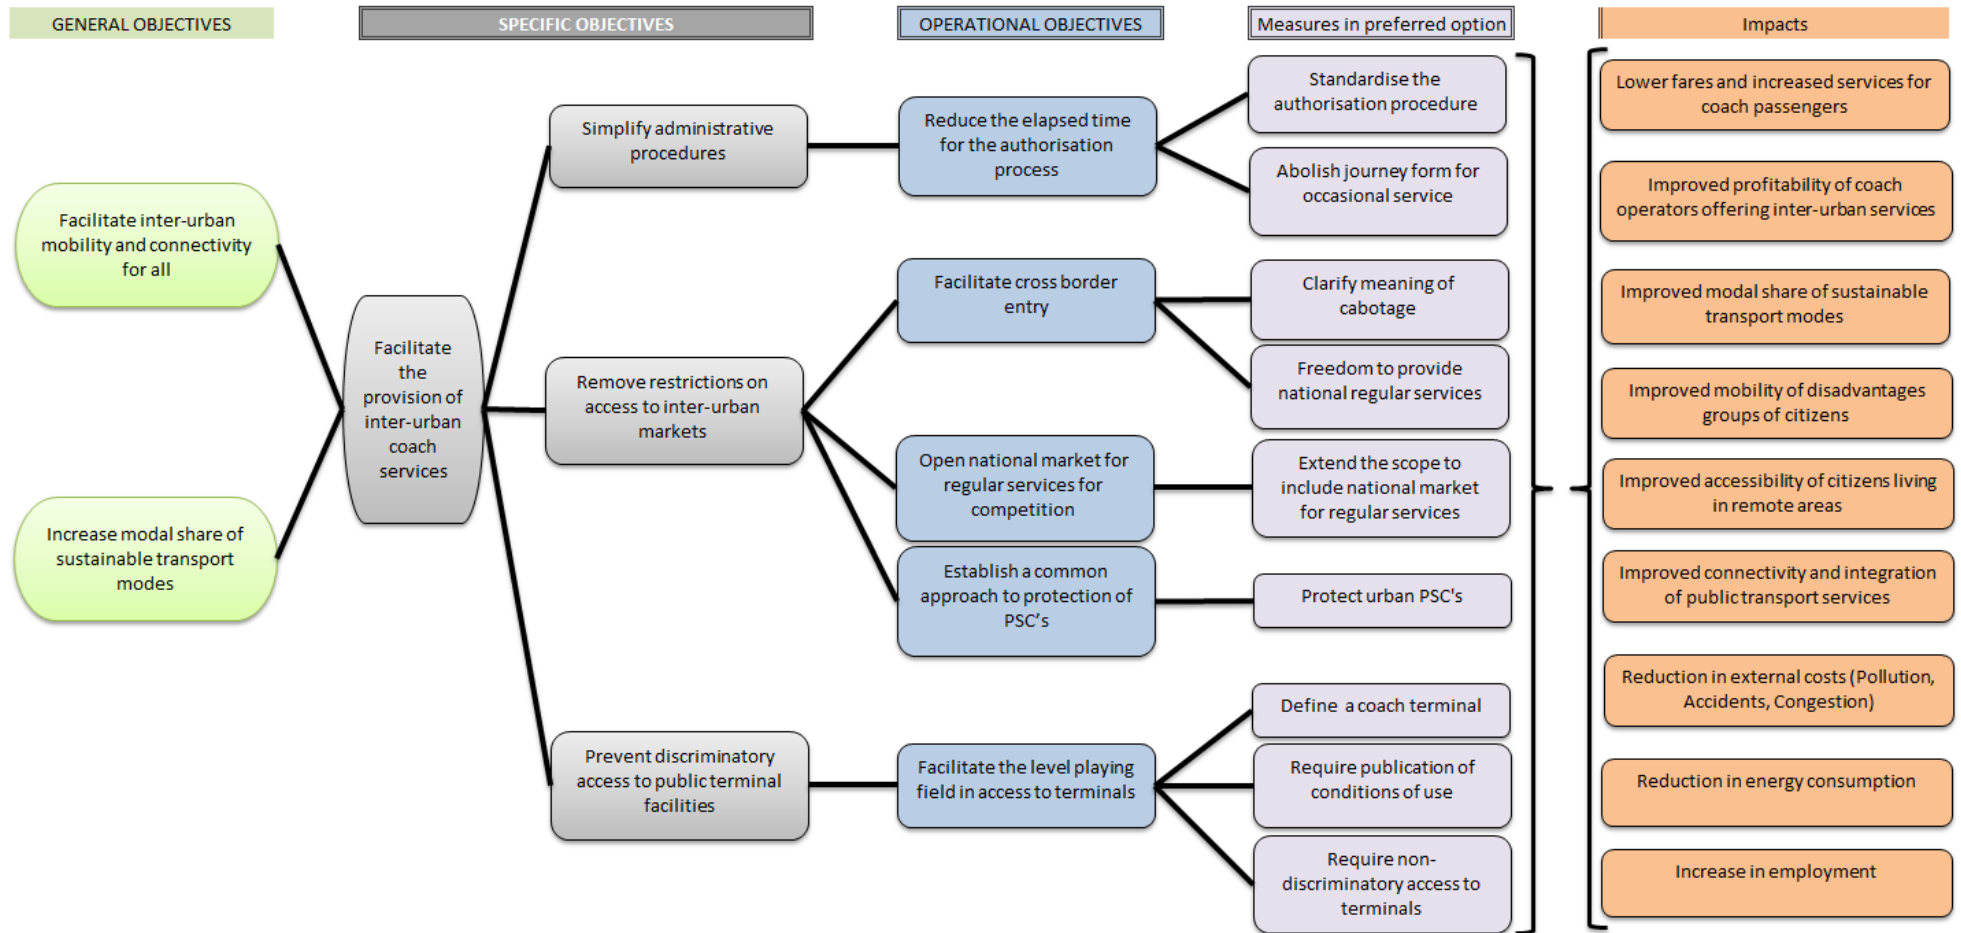 GENERAL OBJECTIVES
SPECIFIC OBJECTIVES
OPERATIONAL OBJECTIVES
Measures in preferred option
Impacts
Facilitate inter-urban
mobility and connectivity
for all
Increase modal share of
sustainable transport
modes
Facilitate
the
provision of
inter-urban
coach
services
Simplify administrative
procedures
Remove restrictions on
access to inter-urban
markets
Prevent discriminatory
access to public terminal
facilities
Reduce the elapsed time
for the authorisation
process
Facilitate cross border
entry
Open national market for
regular services for
competition
Establish a common
approach to protection of
PSC’s
Facilitate the level playing
field in access to terminals
Standardise the
authorisation procedure
Abolish journey form for
occasional service
Clarify meaning of
cabotage
Freedom to provide
national regular services
Extend the scope to
include national market
for regular services
Protect urban PSC's
Define a coach terminal
Require publication of
conditions of use
Require non-
discriminatory access to
terminals
Lower fares and increased services for
coach passengers
Improved profitability of coach
operators offering inter-urban services
Improved modal share of sustainable
transport modes
Improved mobility of disadvantages
groups of citizens
Improved accessibility of citizens living
in remote areas
Improved connectivity and integration
of public transport services
Reduction in external costs (Pollution,
Accidents, Congestion)
Reduction in energy consumption
Increase in employment